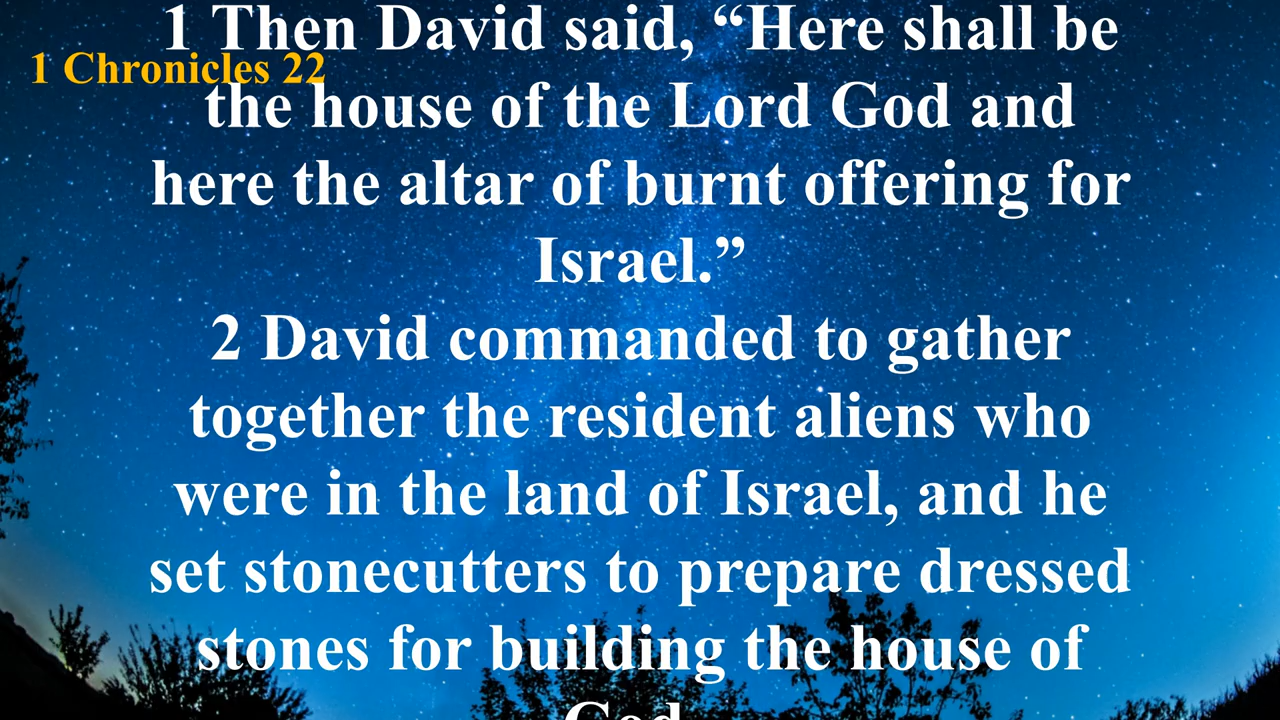 1 Then David said, “Here shall be
1 Chronicles 22
the house of the Lord God and
here the altar of burnt offering for
Israel.”
2 David commanded to gather
together the resident aliens who
were in the land of Israel, and he
set stonecutters to prepare dressed
stones for building the house of
God.